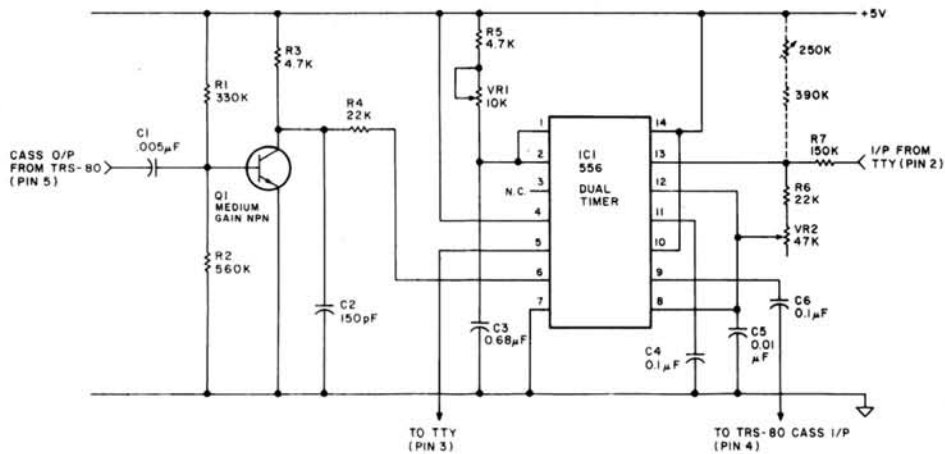 +5V
R5
4.7K
R3
4.7K
250K
R1
330K
VR1
10K
390K
R4
22K
C1
.005µF
R7
150K
CASS O/P
FROM TRS-80
(PIN 5)
I/P FROM
TTY (PIN 2)
1
14
IC1
556
DUAL
TIMER
2
13
N.C.
3
12
4
11
5
10
6
9
7
8
Q1
MEDIUM
GAIN NPN
R6
22K
VR2
47K
R2
560K
C2
150pF
C3
0.68µF
C4
0.1µF
C5
0.01
µF
C6
0.1µF
TO TTY
(PIN 3)
TO TRS-80 CASS I/P
(PIN 4)